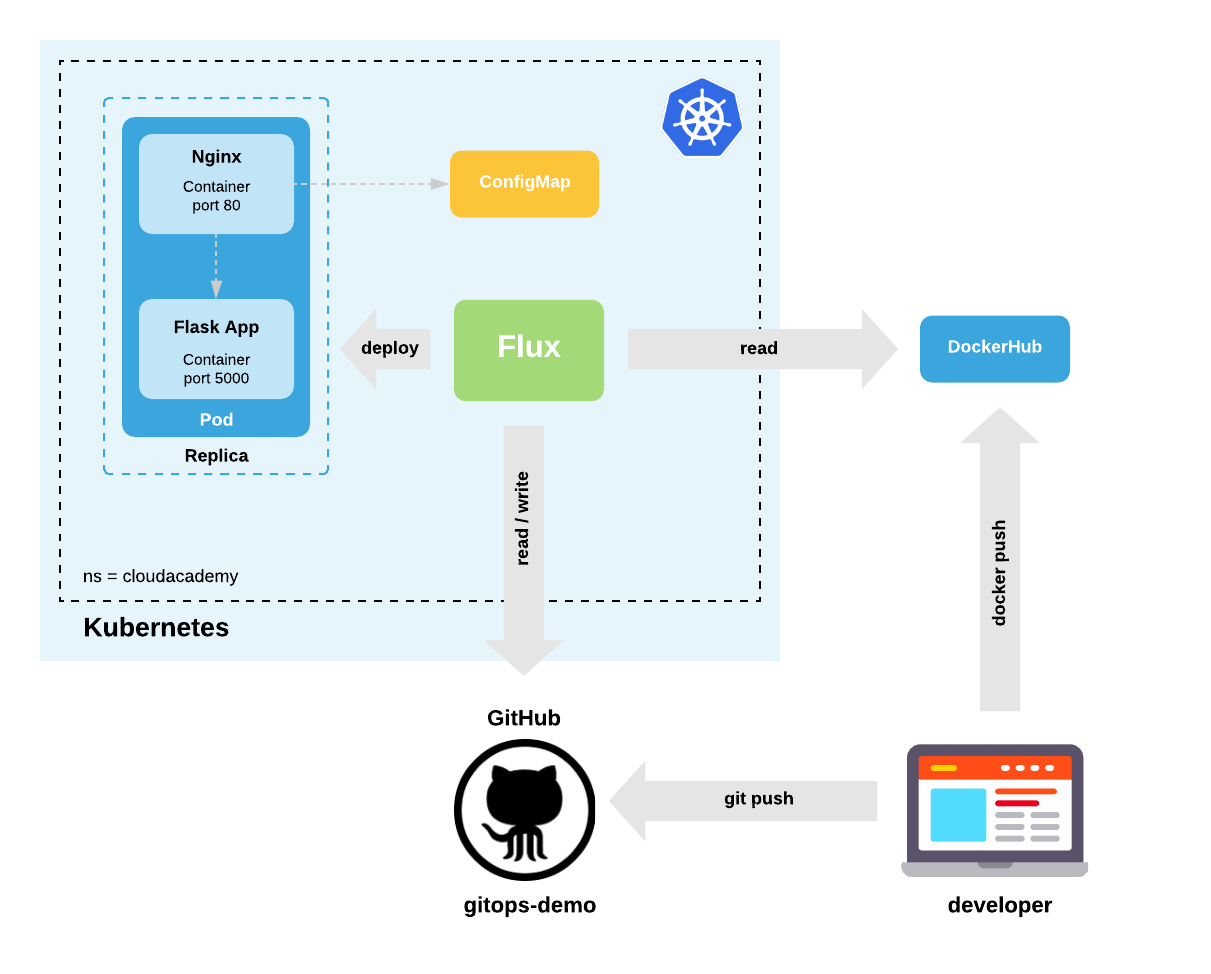 Nginx
Container
port 80
ConfigMap
Flask App
Container
port 5000
Pod
Replica
deploy
Flux
read
DockerHub
read / write
docker push
ns = cloudacademy
Kubernetes
GitHub
git push
gitops-demo
developer